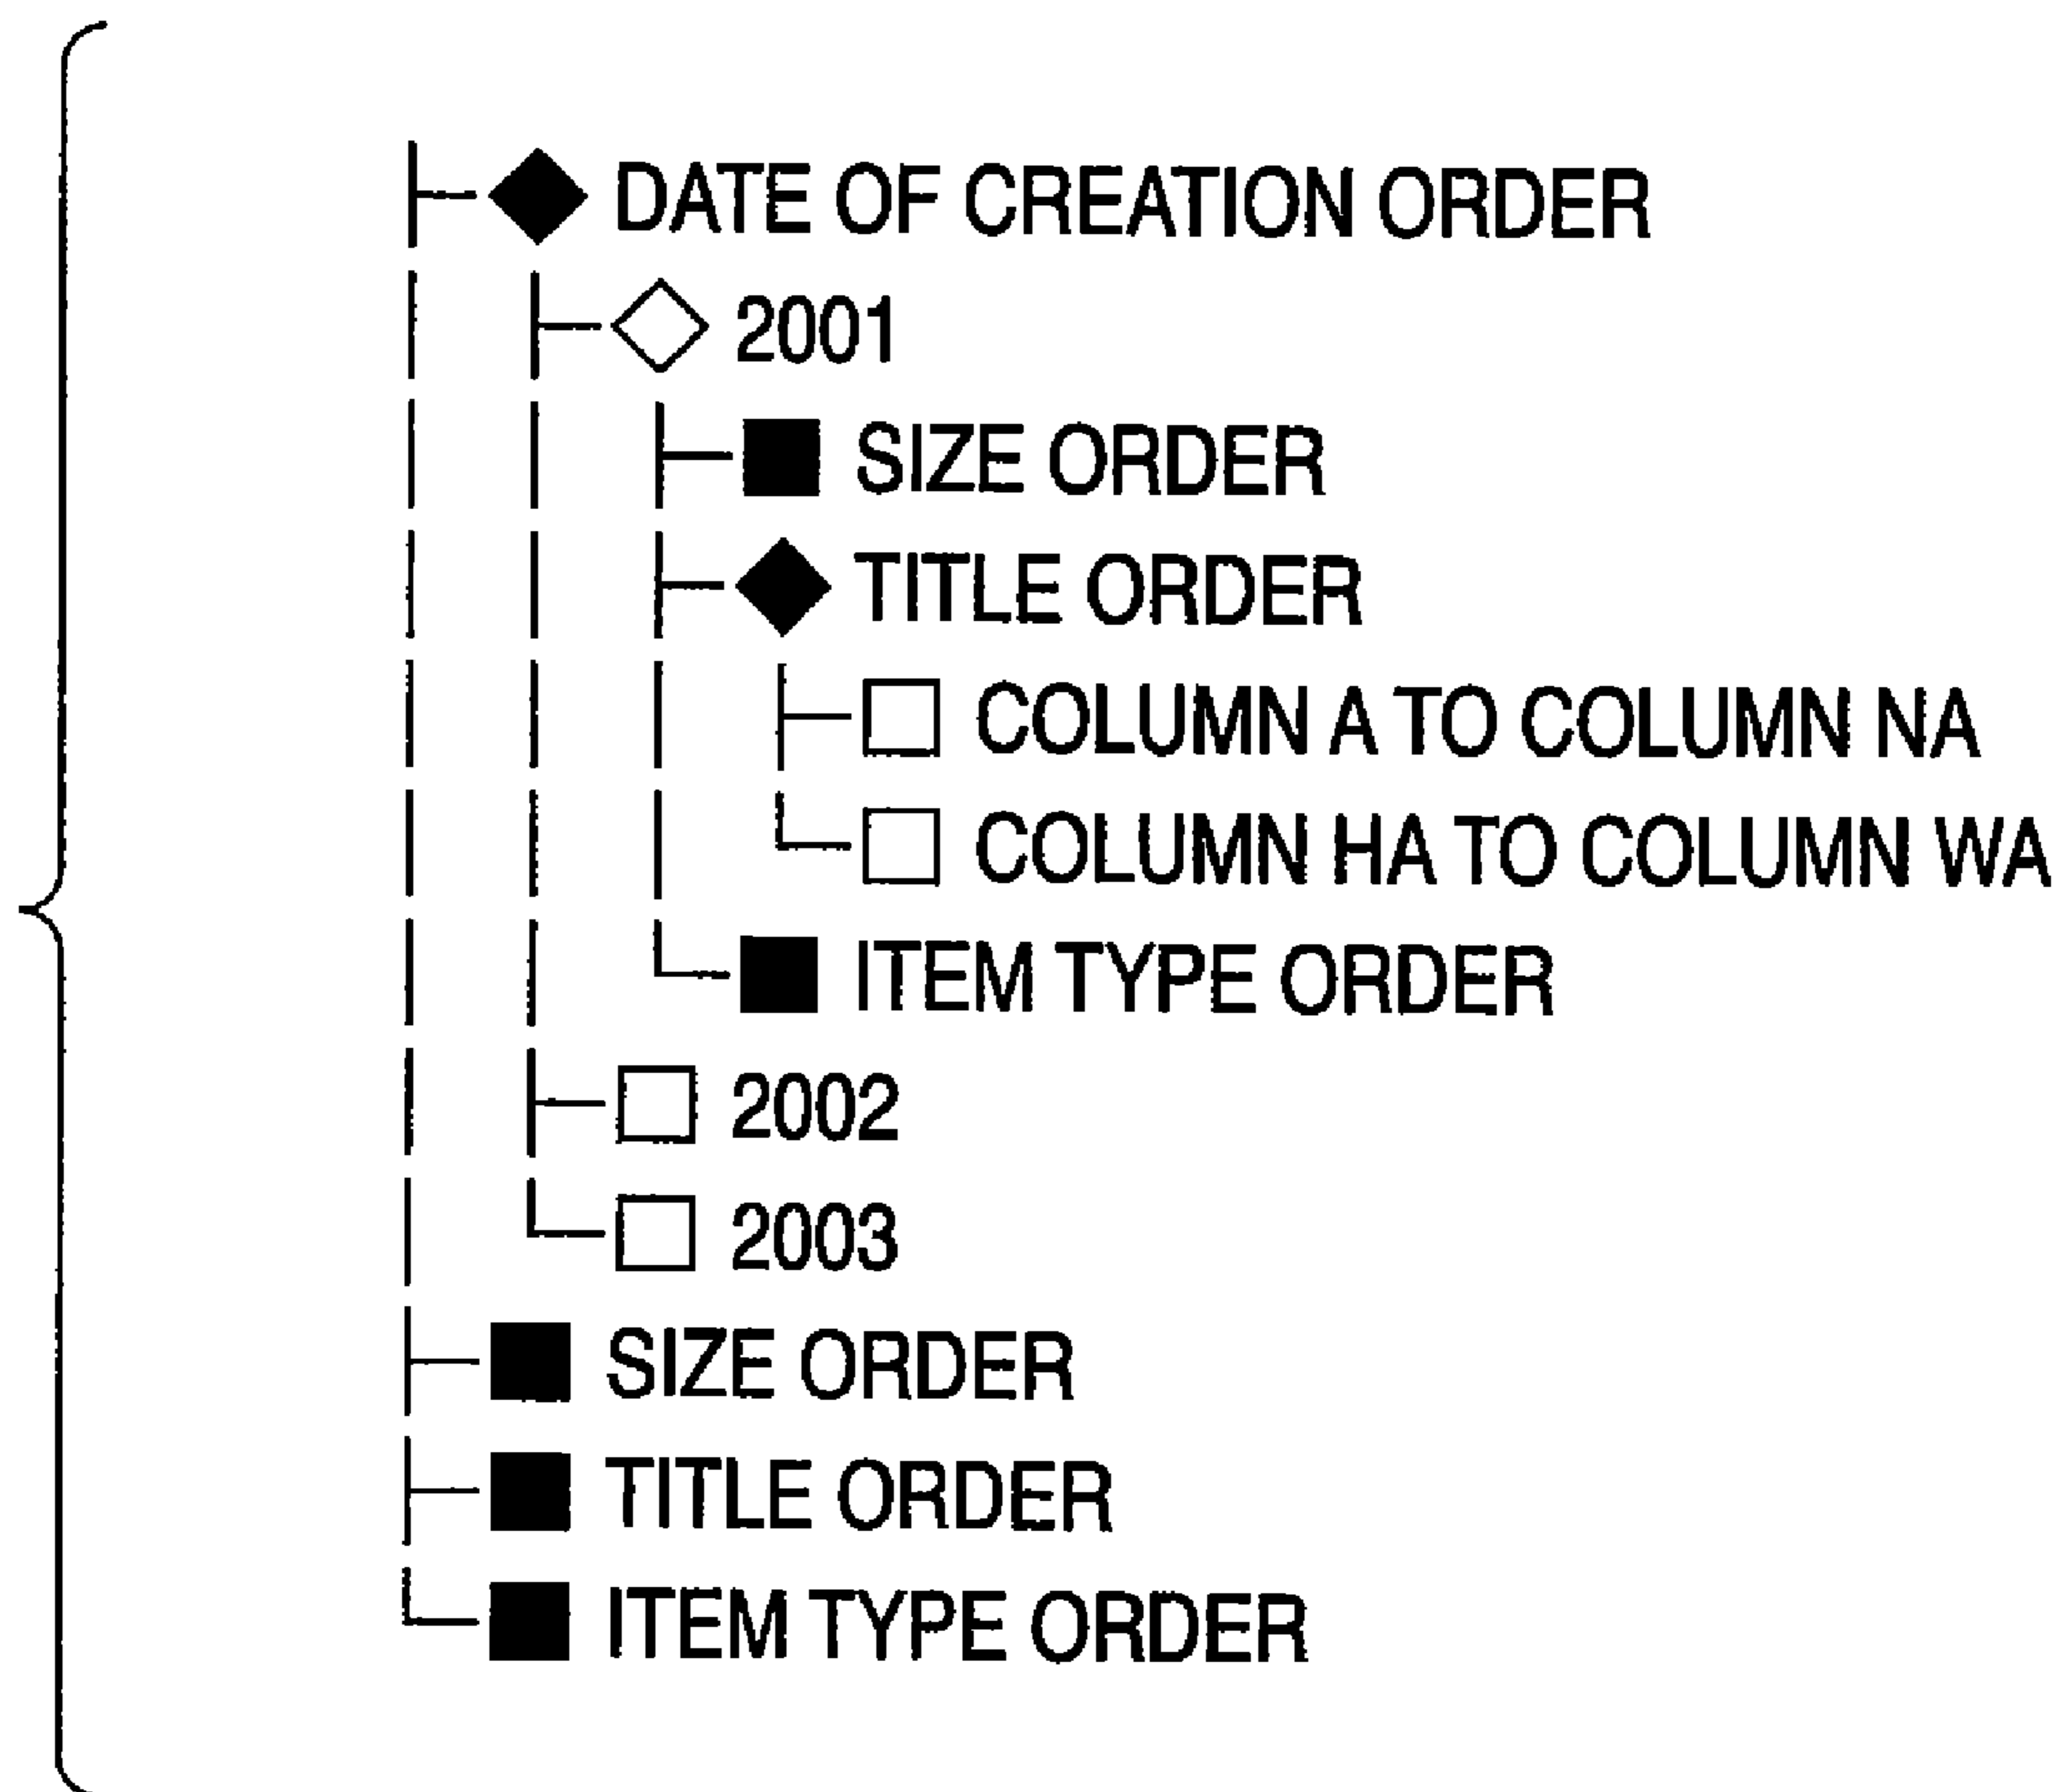 DATE OF CREATION ORDER
2001
SIZE ORDER
TITLE ORDER
COLUMN A TO COLUMN NA
COLUMN HA TO COLUMN WA
ITEM TYPE ORDER
2002
2003
SIZE ORDER
TITLE ORDER
ITEM TYPE ORDER